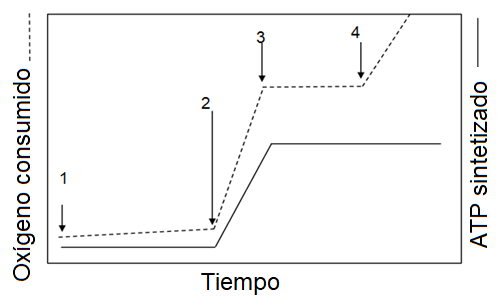 Oxígeno consumido
1
2
3
4
ATP sintetizado
Tiempo